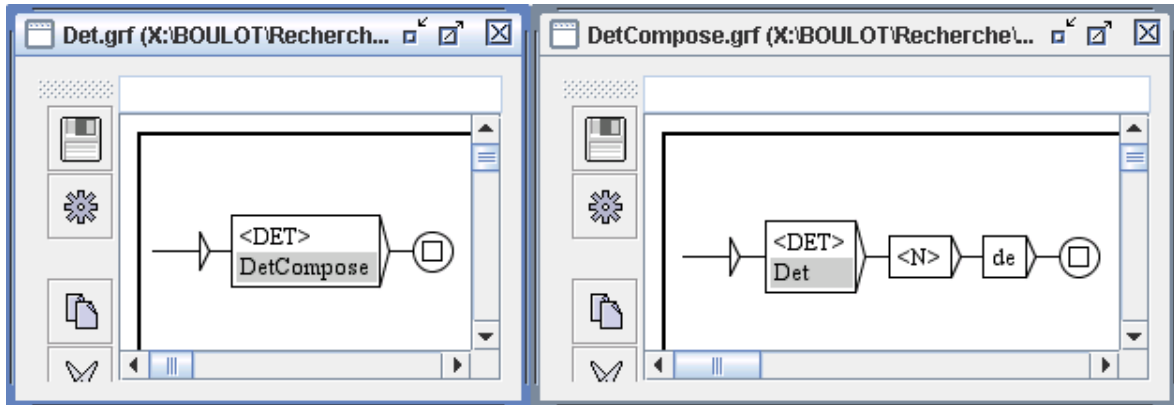 Det.grf (X:\BOULOT\Recherch...
<DET>
DetCompose
DetCompose.grf (X:\BOULOT\Recherche\...
<DET>
Det
<N>
de